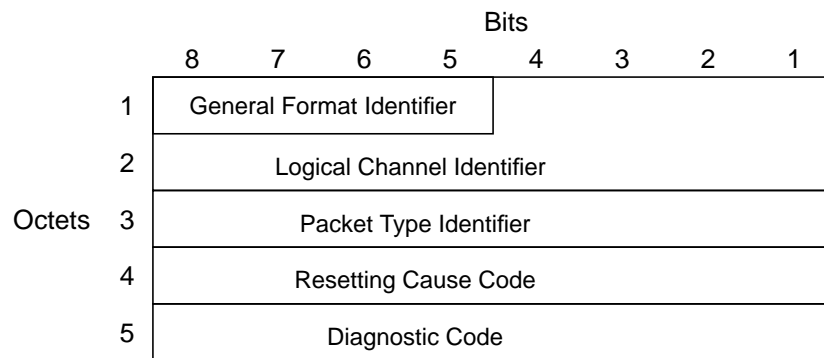 Bits
8 7 6 5 4 3 2 1
1 General Format Identifier
2 Logical Channel Identifier
Octets 3 Packet Type Identifier
4 Resetting Cause Code
5 Diagnostic Code